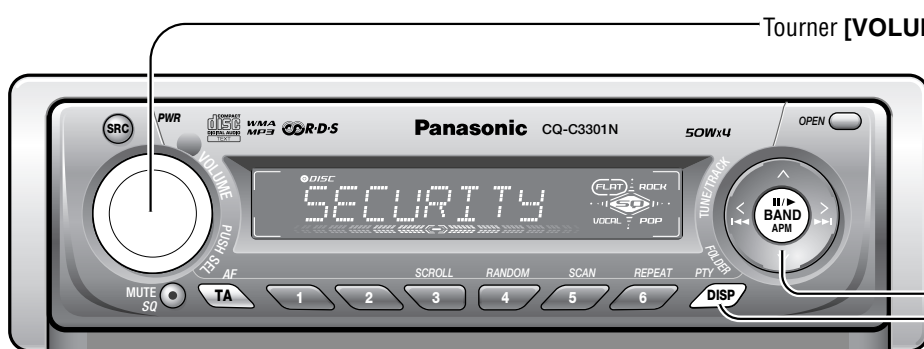 Tourner [VOLU
SRC
PWR
COMPACT
disc
DIGITAL AUDIO
TEXT
WMA
MP3
R·D·S
Panasonic CQ-C3301N
50Wx4
OPEN
VOLUME
PUSH SEL
DISC
SECURITY
FLAT
ROCK
SQ
VOCAL
POP
TUNE/TRACK
FOLDER
BAND
APM
MUTE
SQ
AF
TA
1
2
SCROLL
3
RANDOM
4
SCAN
5
REPEAT
6
PTY
DISP